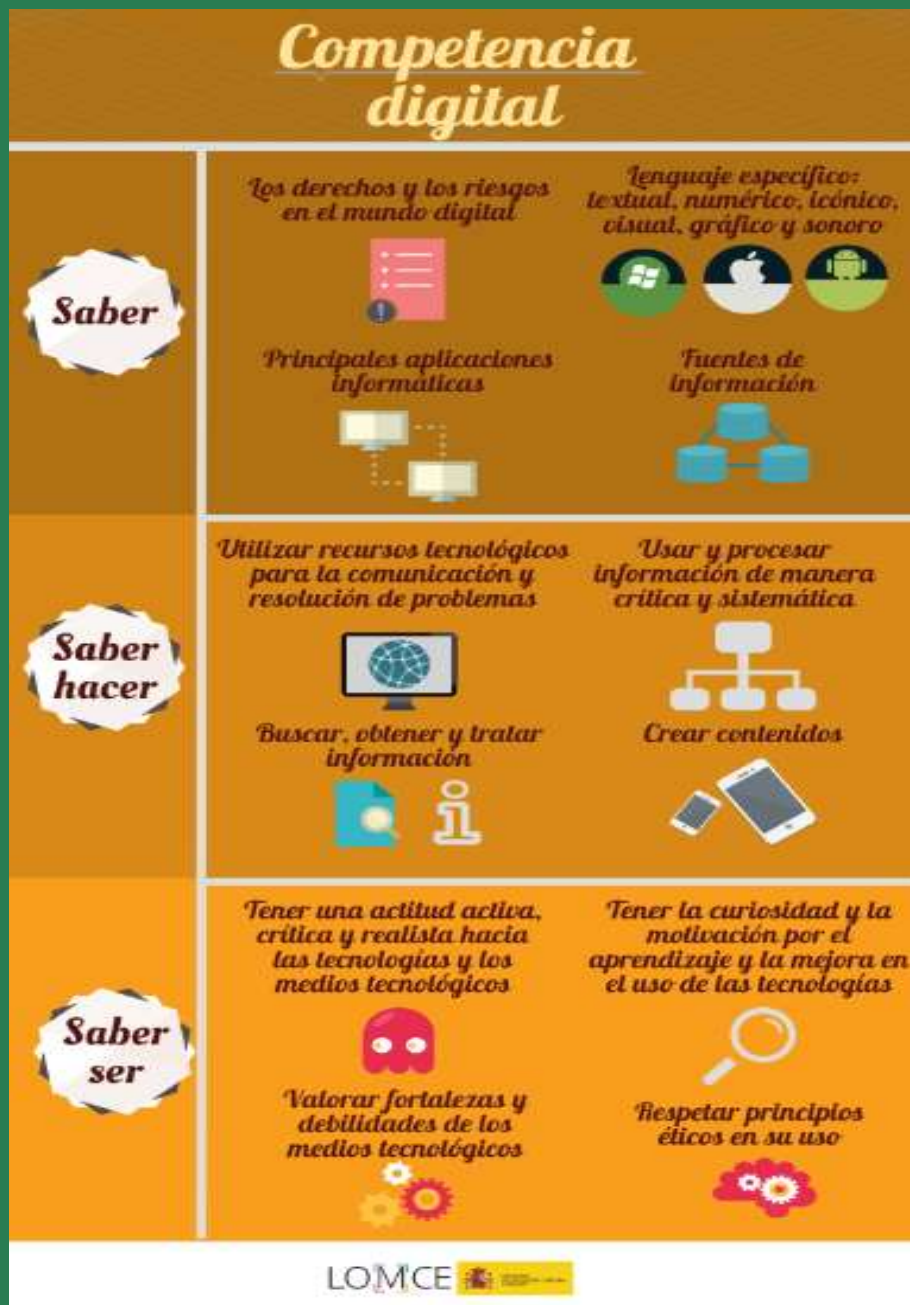 Competencia
digital
Saber
Los derechos y los riesgos
en el mundo digital
Lenguaje específico:
textual, numérico, icónico,
visual, gráfico y sonoro
Principales aplicaciones
informáticas
Fuentes de
información
Saber
hacer
Utilizar recursos tecnológicos
para la comunicación y
resolución de problemas
Usar y procesar
información de manera
crítica y sistemática
Buscar, obtener y tratar
información
Crear contenidos
Saber
ser
Tener una actitud activa,
crítica y realista hacia
las tecnologías y los
medios tecnológicos
Tener la curiosidad y la
motivación por el
aprendizaje y la mejora en
el uso de las tecnologías
Valorar fortalezas y
debilidades de los
medios tecnológicos
Respetar principios
éticos en su uso
LOMCE